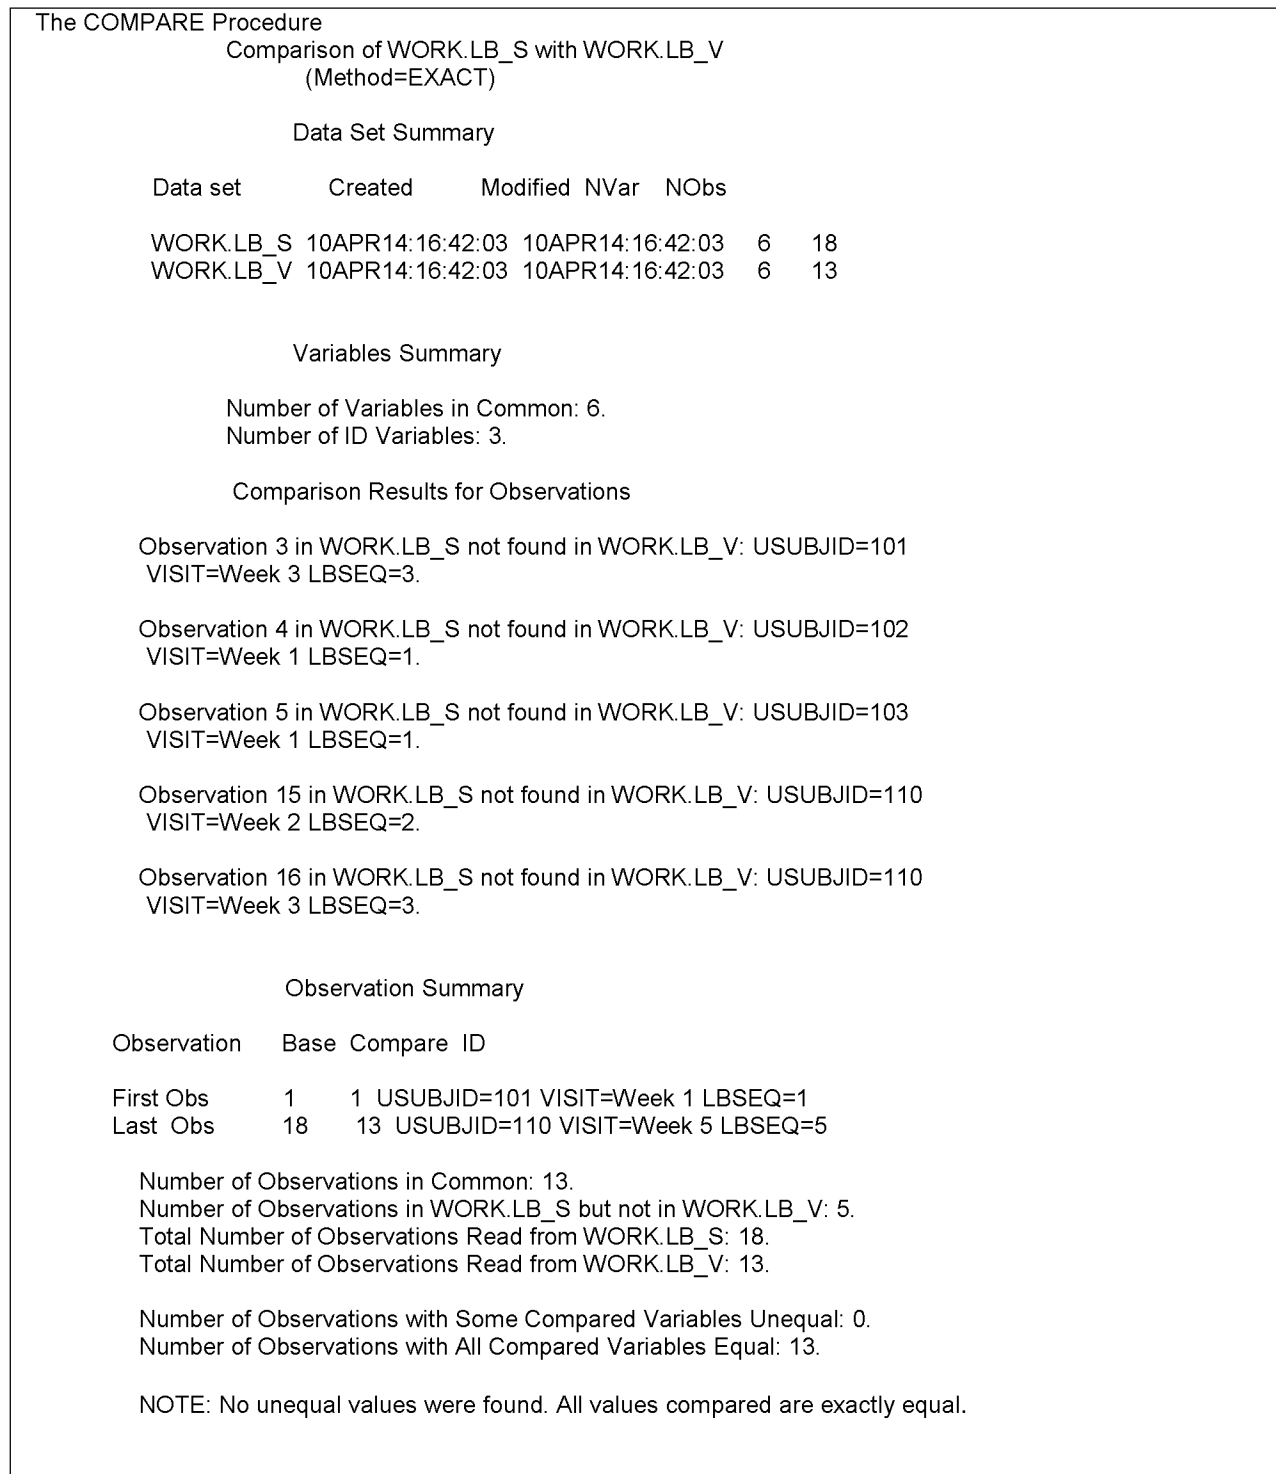 The COMPARE Procedure
Comparison of WORK.LB_S with WORK.LB_V
(Method=EXACT)
Data Set Summary
Data set Created Modified NVar NObs
WORK.LB_S 10APR14:16:42:03 10APR14:16:42:03 6 18
WORK.LB_V 10APR14:16:42:03 10APR14:16:42:03 6 13
Variables Summary
Number of Variables in Common: 6.
Number of ID Variables: 3.
Comparison Results for Observations
Observation 3 in WORK.LB_S not found in WORK.LB_V: USUBJID=101
VISIT=Week 3 LBSEQ=3.
Observation 4 in WORK.LB_S not found in WORK.LB_V: USUBJID=102
VISIT=Week 1 LBSEQ=1.
Observation 5 in WORK.LB_S not found in WORK.LB_V: USUBJID=103
VISIT=Week 1 LBSEQ=1.
Observation 15 in WORK.LB_S not found in WORK.LB_V: USUBJID=110
VISIT=Week 2 LBSEQ=2.
Observation 16 in WORK.LB_S not found in WORK.LB_V: USUBJID=110
VISIT=Week 3 LBSEQ=3.
Observation Summary
Observation Base Compare ID
First Obs 1 1 USUBJID=101 VISIT=Week 1 LBSEQ=1
Last Obs 18 13 USUBJID=110 VISIT=Week 5 LBSEQ=5
Number of Observations in Common: 13.
Number of Observations in WORK.LB_S but not in WORK.LB_V: 5.
Total Number of Observations Read from WORK.LB_S: 18.
Total Number of Observations Read from WORK.LB_V: 13.
Number of Observations with Some Compared Variables Unequal: 0.
Number of Observations with All Compared Variables Equal: 13.
NOTE: No unequal values were found. All values compared are exactly equal.